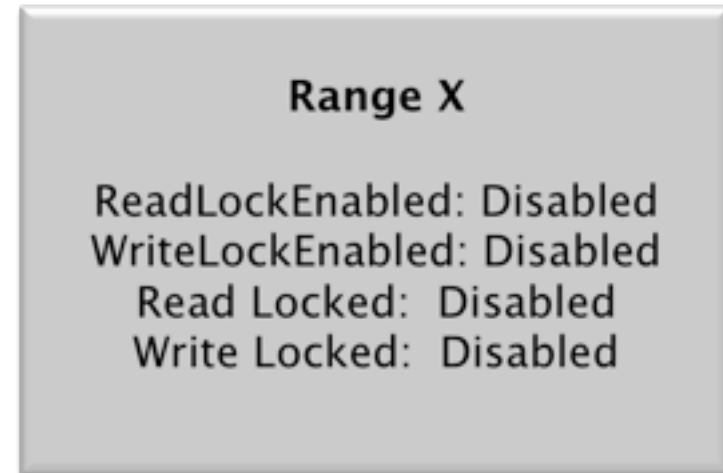 Range X
ReadLockEnabled: Disabled
WriteLockEnabled: Disabled
Read Locked:  Disabled
Write Locked:  Disabled